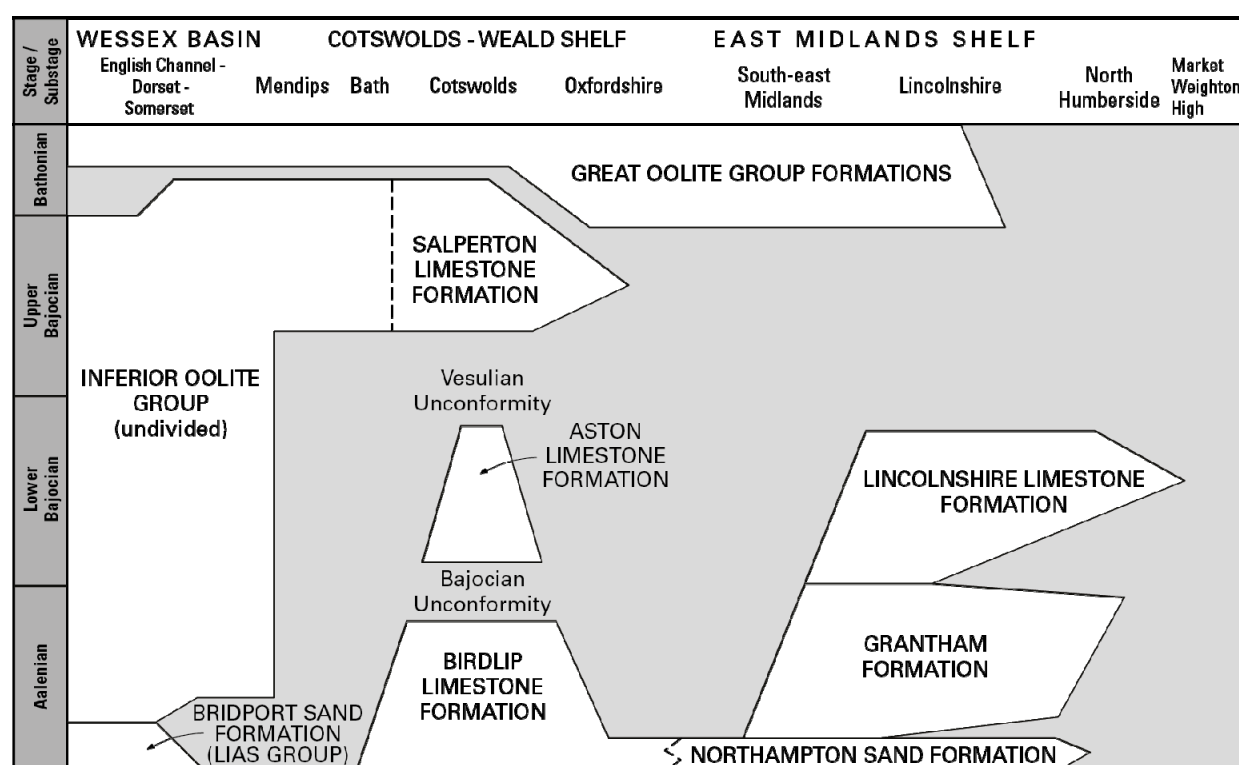 Stage /
Substage
WESSEX BASIN
English Channel -
Dorset -
Somerset
COTSWOLDS - WEALD SHELF
Mendips
Bath
Cotswolds
Oxfordshire
EAST MIDLANDS SHELF
South-east
Midlands
Lincolnshire
North
Humberside
Market
Weighton
High
Bathonian
GREAT OOLITE GROUP FORMATIONS
Upper
Bajocian
SALPERTON
LIMESTONE
FORMATION
INFERIOR OOLITE
GROUP
(undivided)
Vesulian
Unconformity
Lower
Bajocian
ASTON
LIMESTONE
FORMATION
LINCOLNSHIRE LIMESTONE
FORMATION
Bajocian
Unconformity
Aalenian
BIRDLIP
LIMESTONE
FORMATION
GRANTHAM
FORMATION
BRIDPORT SAND
FORMATION
(LIAS GROUP)
NORTHAMPTON SAND FORMATION